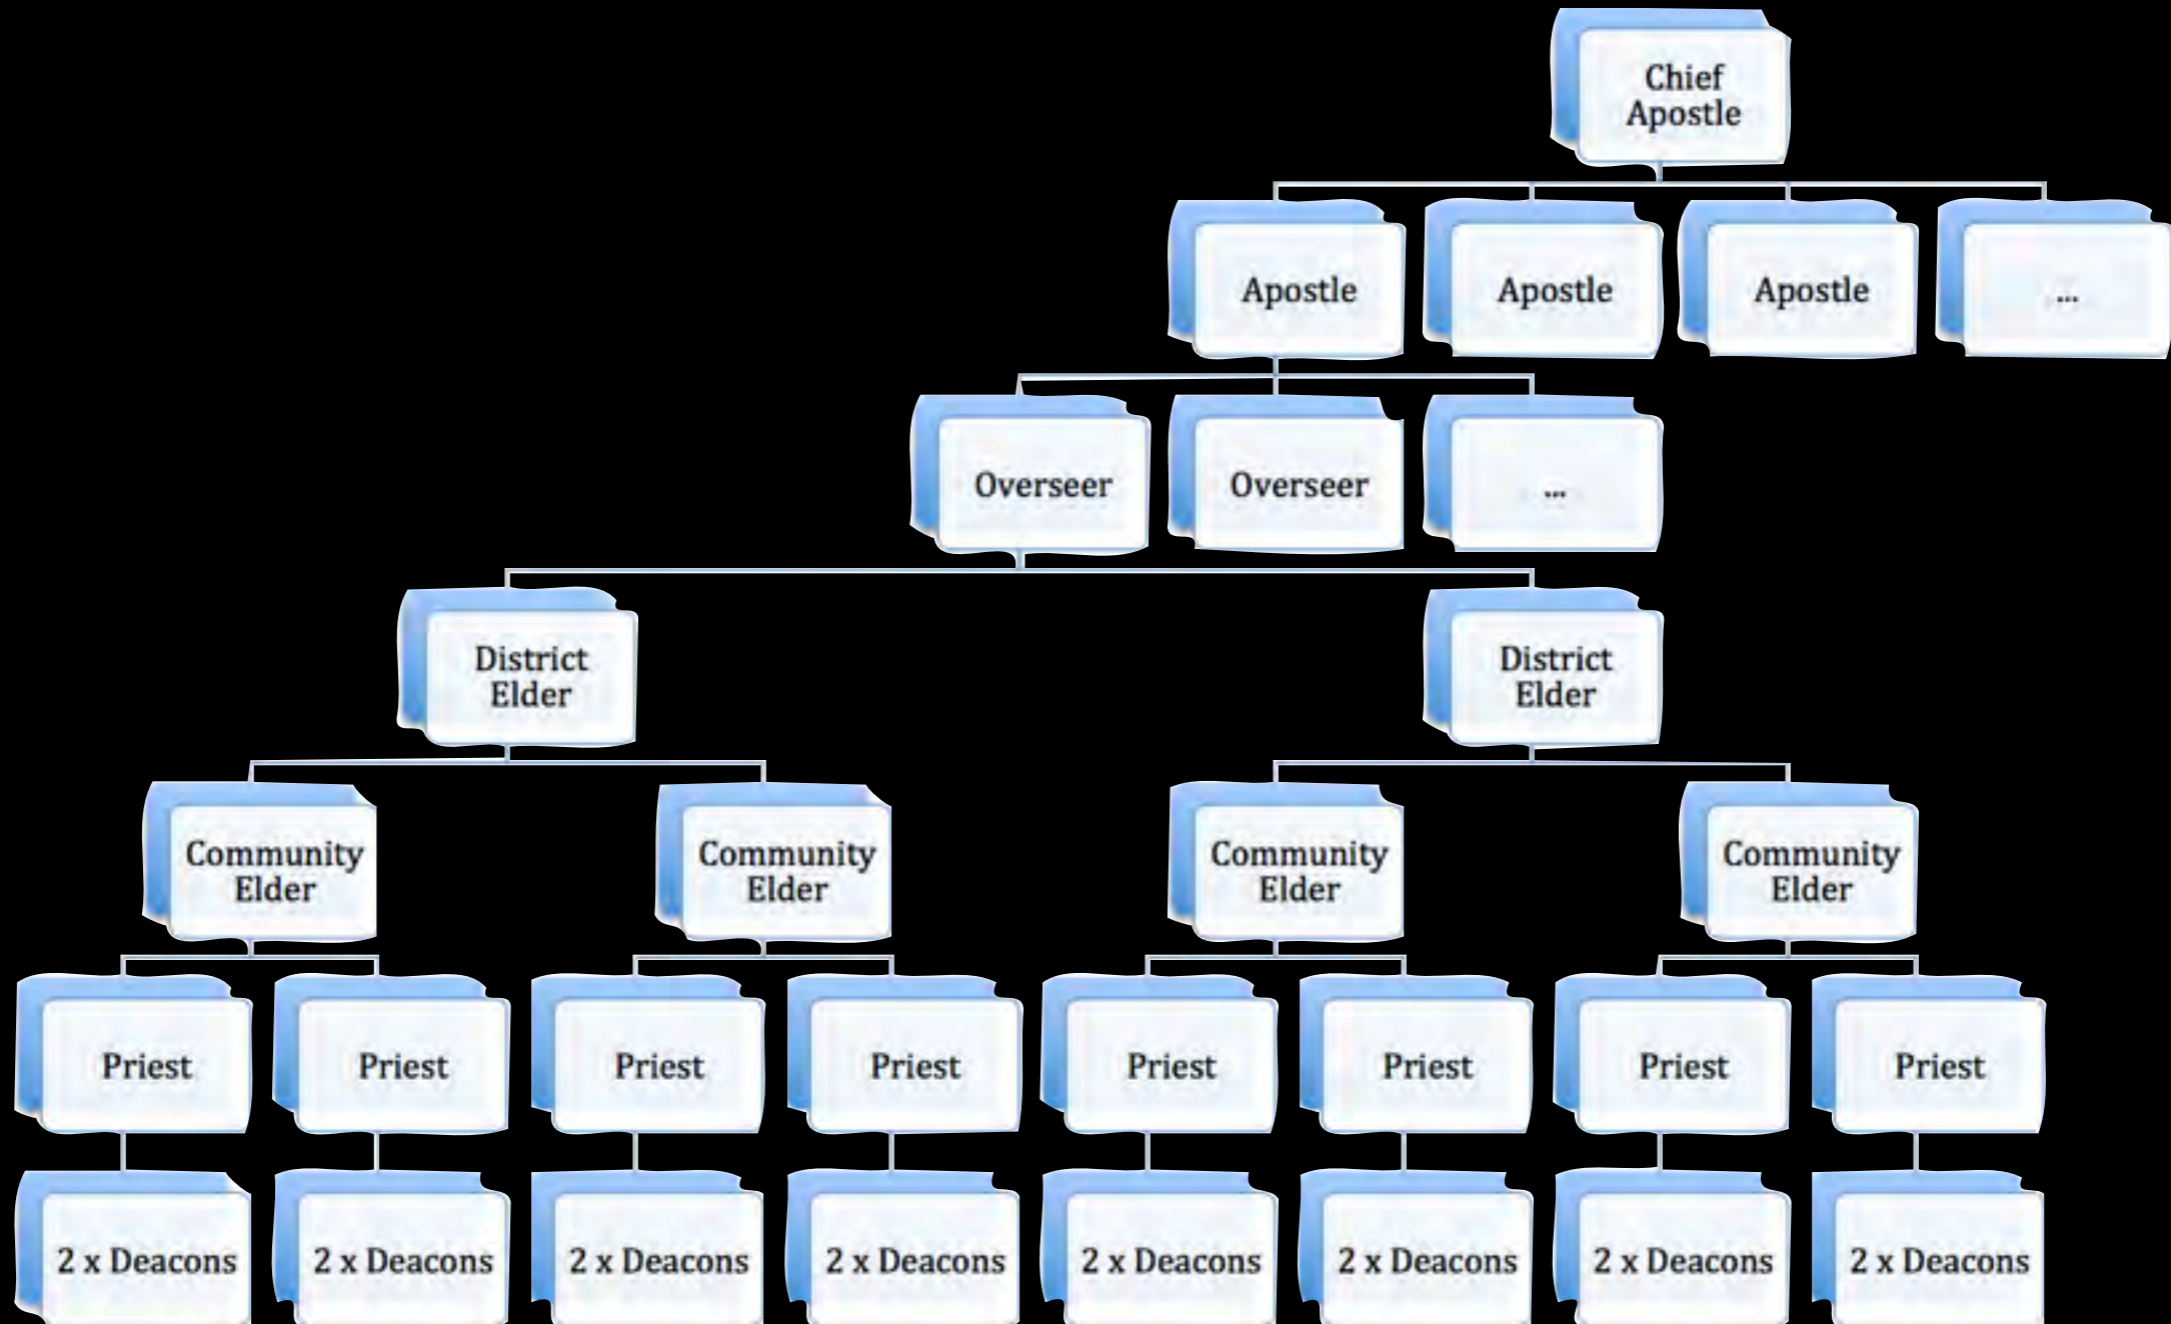 Chief
Apostle
Apostle
Apostle
Apostle
...
Overseer
Overseer
...
District
Elder
District
Elder
Community
Elder
Community
Elder
Community
Elder
Community
Elder
Priest
Priest
Priest
Priest
Priest
Priest
Priest
Priest
2 x Deacons
2 x Deacons
2 x Deacons
2 x Deacons
2 x Deacons
2 x Deacons
2 x Deacons
2 x Deacons